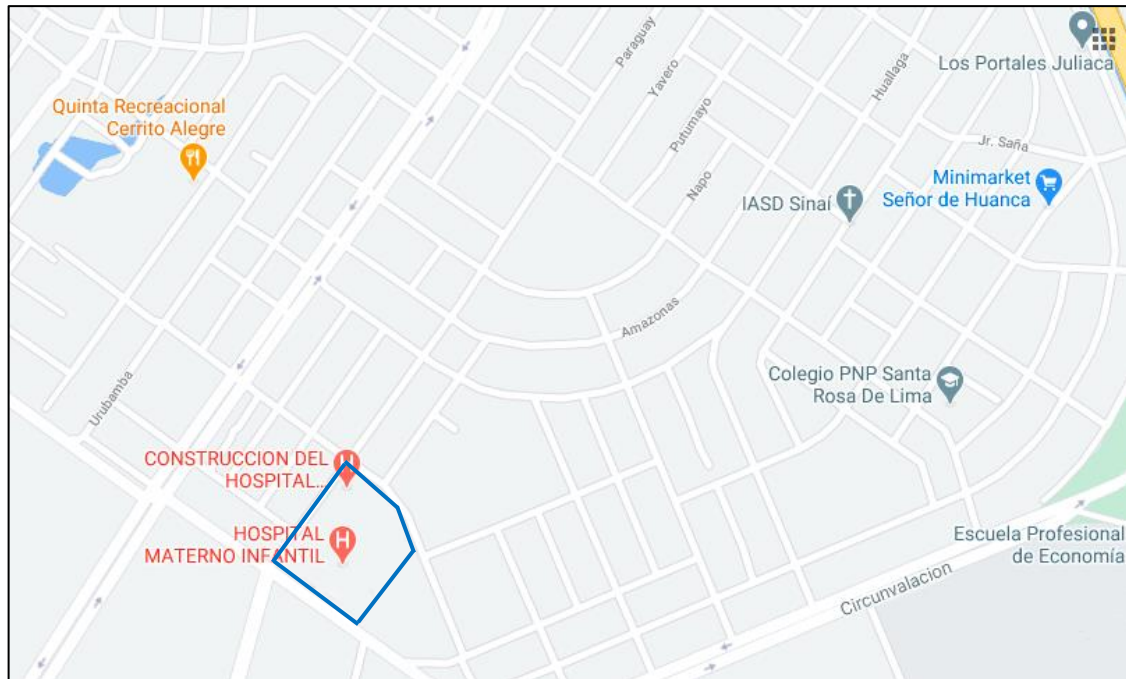 Los Portales Juliaca
Paraguay
Yavero
Huallaga
Putumayo
Quinta Recreacional
Cerrito Alegre
Jr. Saña
Napo
Minimarket
Señor de Huanca
IASD Sinaí
Amazonas
Urubamba
Colegio PNP Santa
Rosa De Lima
CONSTRUCCION DEL
HOSPITAL...
H
HOSPITAL
MATERNO INFANTIL
H
Escuela Profesional
de Economía
Circunvalacion